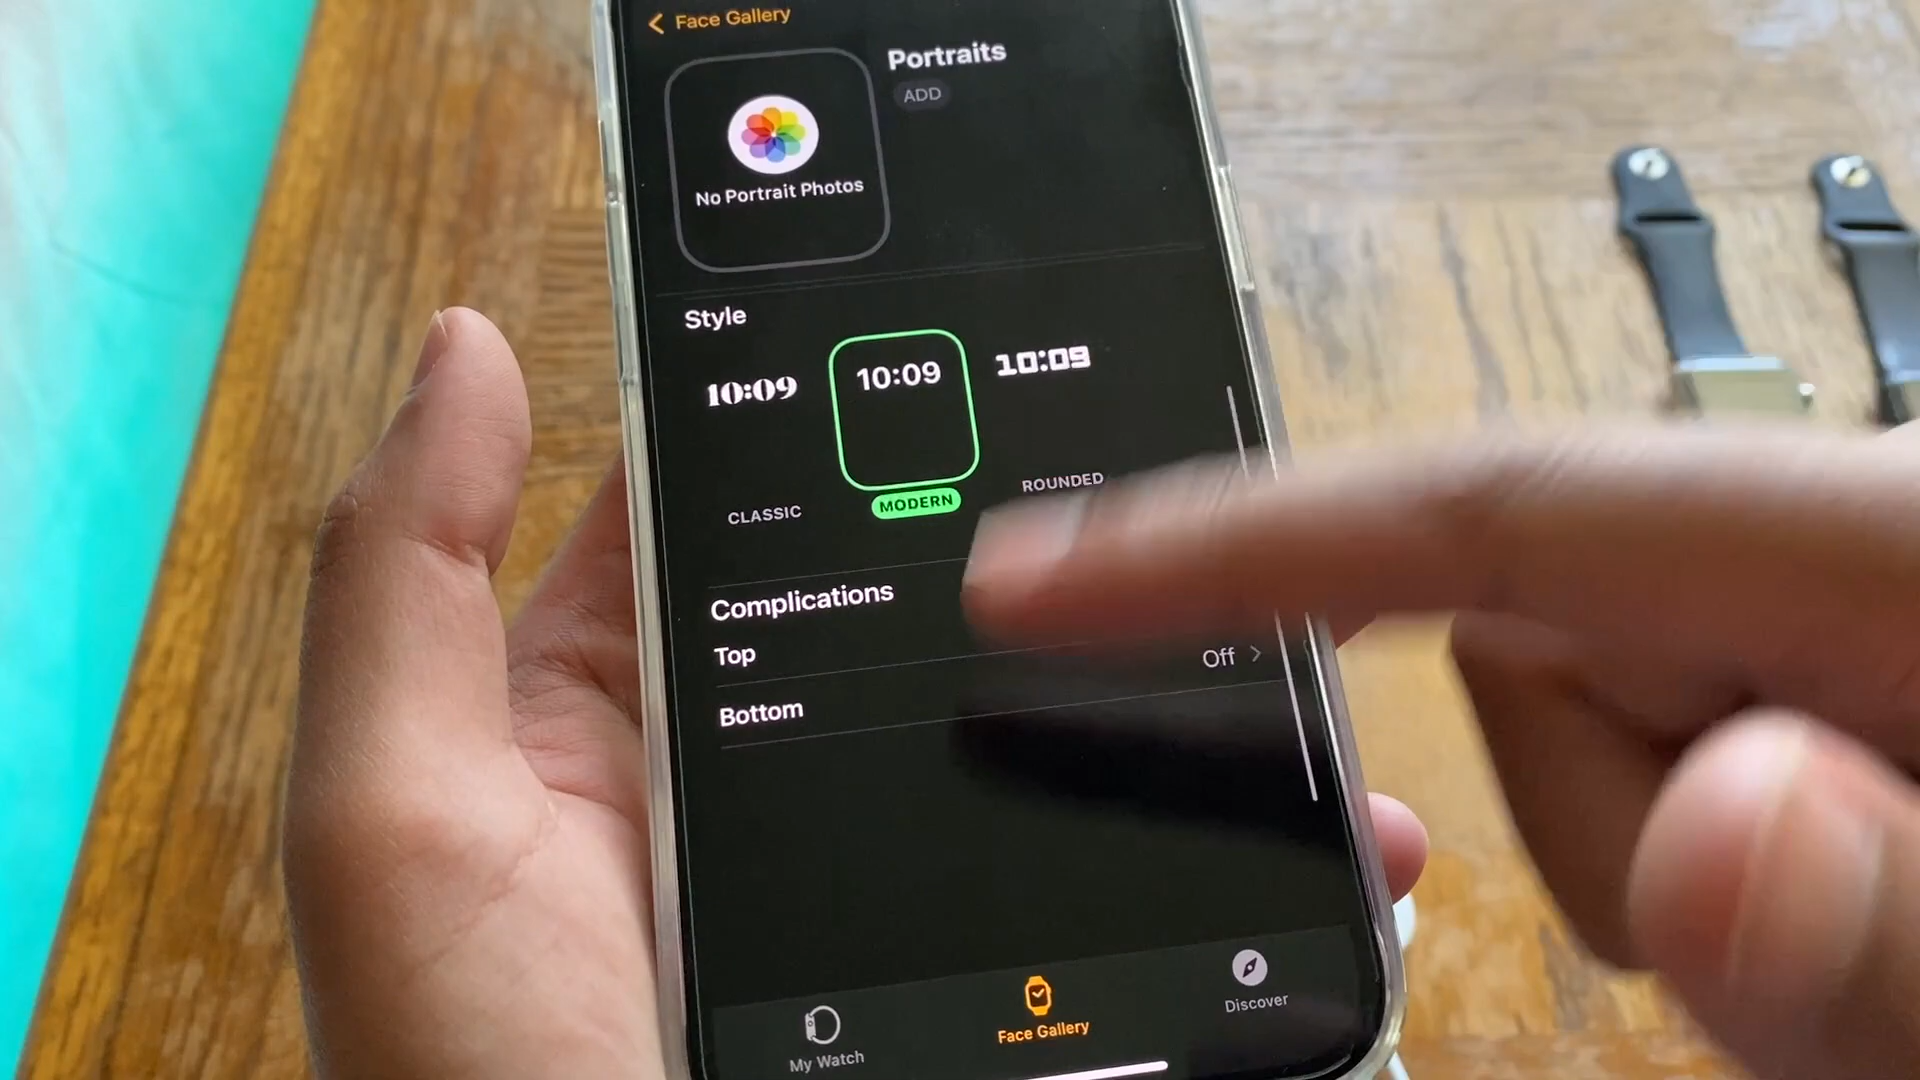 Face Gallery
Portraits
ADD
No Portrait Photos
Style
10:09
10:09
10:09
CLASSIC
MODERN
ROUNDED
Complications
Top
Off
Bottom
My Watch
Face Gallery
Discover